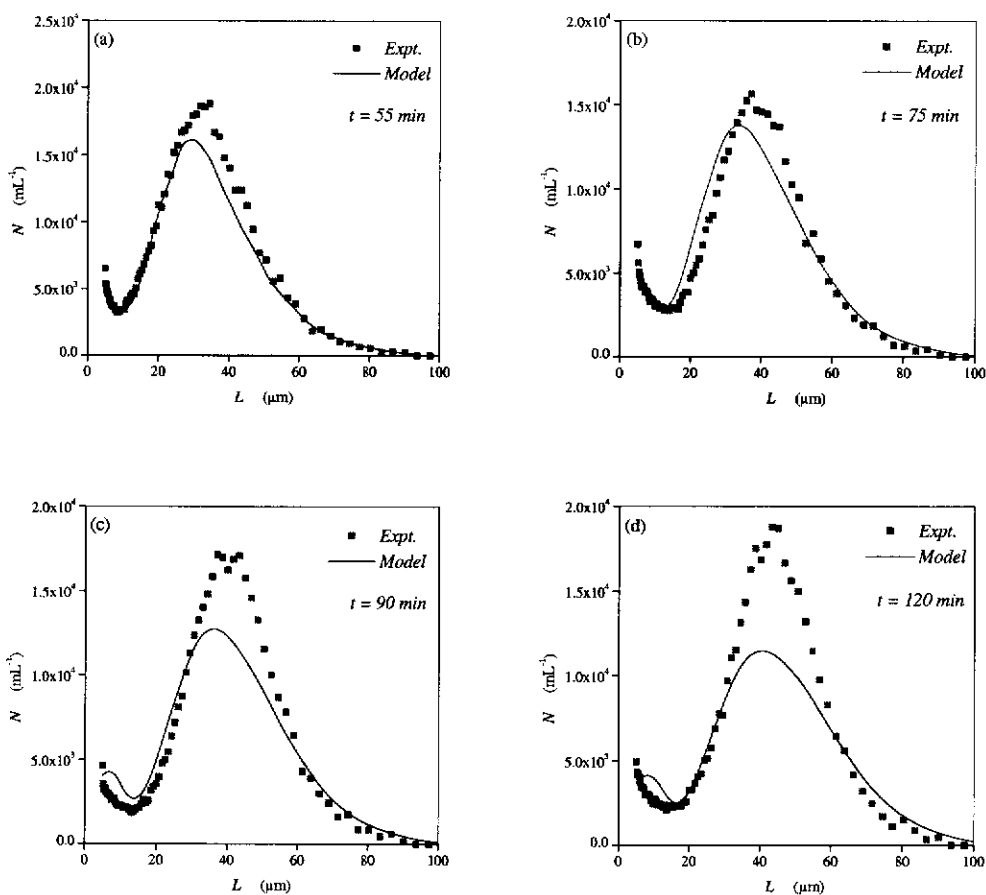 (a)
Expt.
Model
t = 55 min
2.5x10⁴
2.0x10⁴
1.5x10⁴
1.0x10⁴
5.0x10³
0.0
N (mL⁻¹)
0 20 40 60 80 100
L (µm)
(b)
Expt.
Model
t = 75 min
2.0x10⁴
1.5x10⁴
1.0x10⁴
5.0x10³
0.0
N (mL⁻¹)
0 20 40 60 80 100
L (µm)
(c)
Expt.
Model
t = 90 min
2.0x10⁴
1.5x10⁴
1.0x10⁴
5.0x10³
0.0
N (mL⁻¹)
0 20 40 60 80 100
L (µm)
(d)
Expt.
Model
t = 120 min
2.0x10⁴
1.5x10⁴
1.0x10⁴
5.0x10³
0.0
N (mL⁻¹)
0 20 40 60 80 100
L (µm)